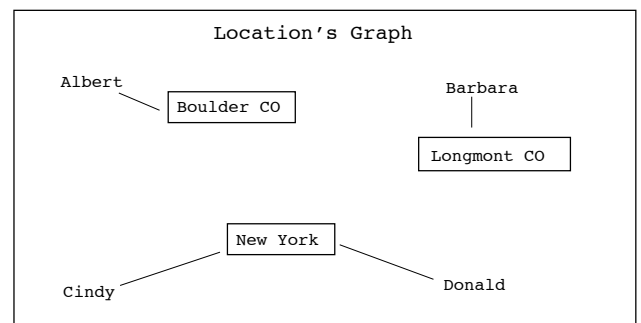 Location's Graph
Albert
Barbara
Boulder CO
Longmont CO
New York
Cindy
Donald